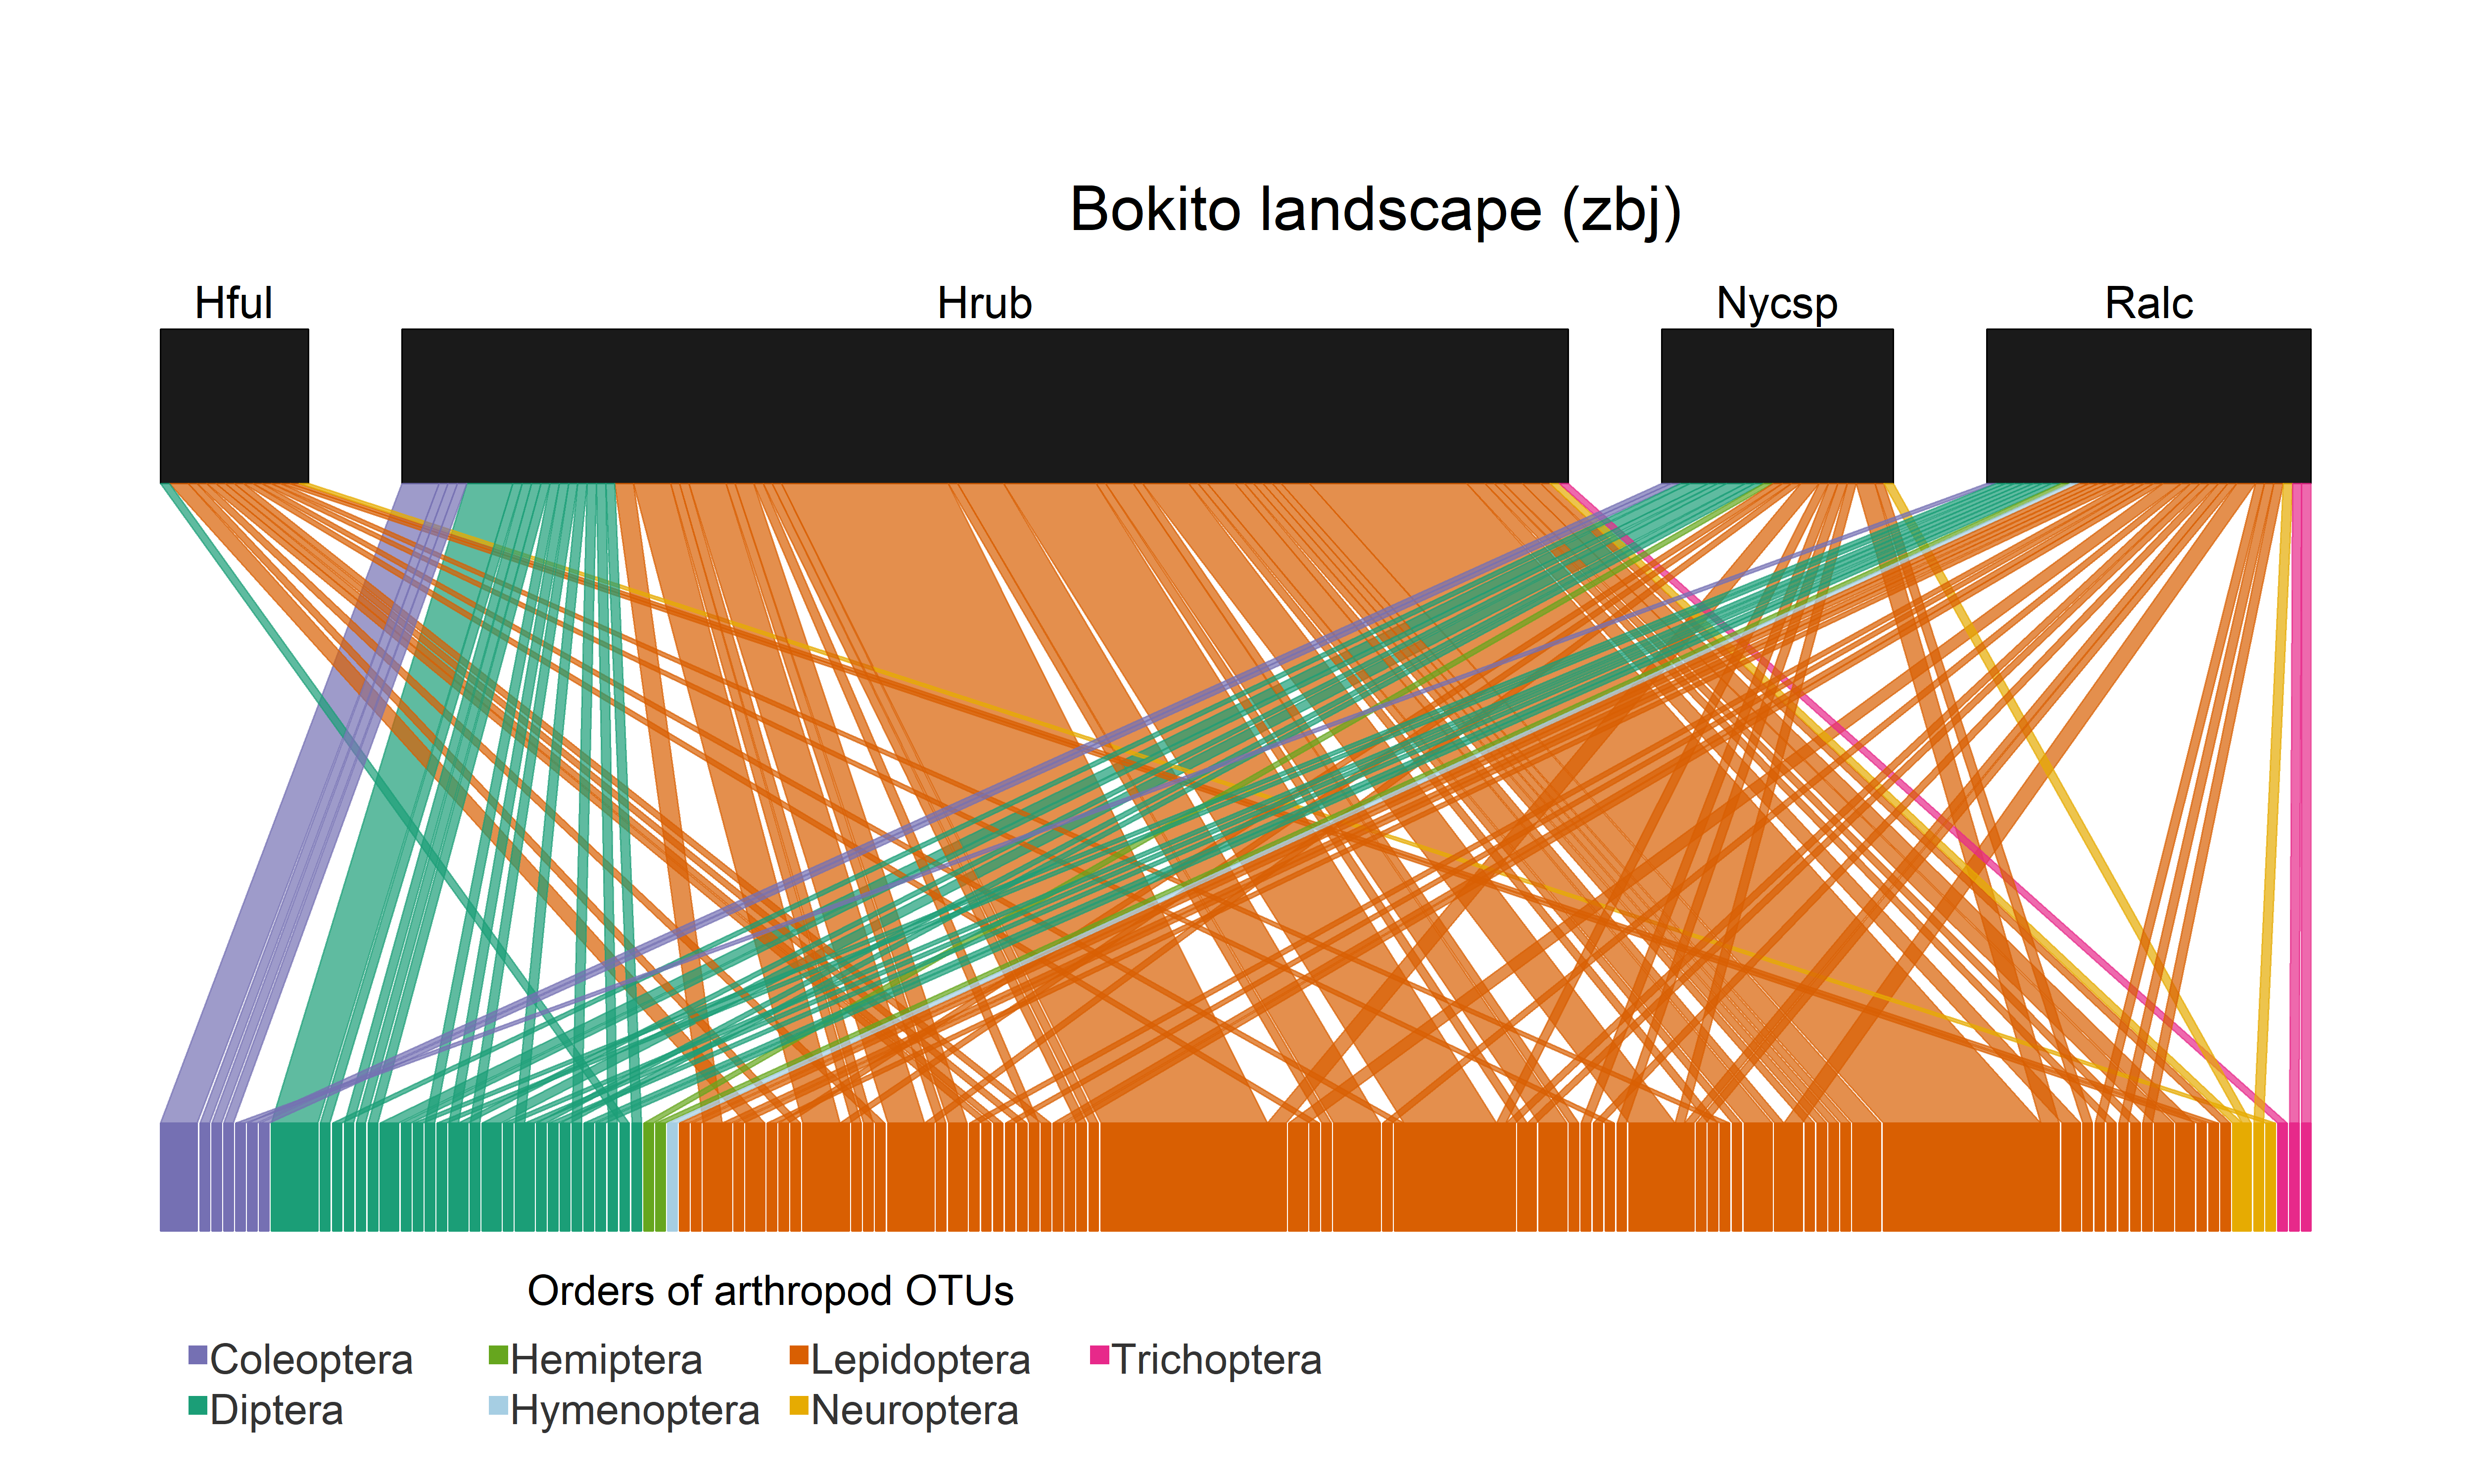 Bokito landscape (zbj)
Hful Hrub Nycsp Ralc
Orders of arthropod OTUs
Coleoptera Hemiptera Lepidoptera Trichoptera
Diptera Hymenoptera Neuroptera